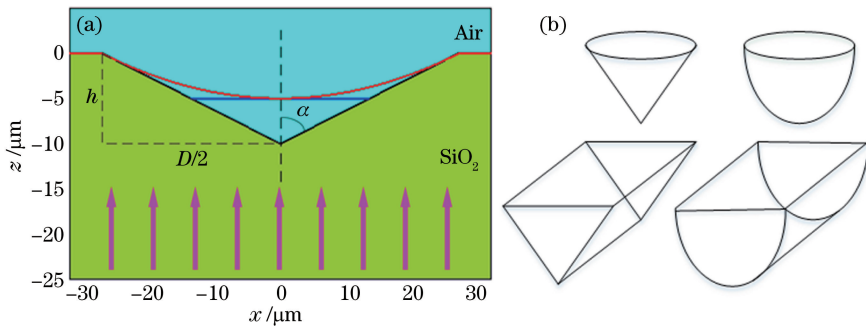 (a)
Air
0
−5
−10
−15
−20
−25
z /μm
h
α
D/2
SiO₂
−30
−20
−10
0
10
20
30
x /μm
(b)